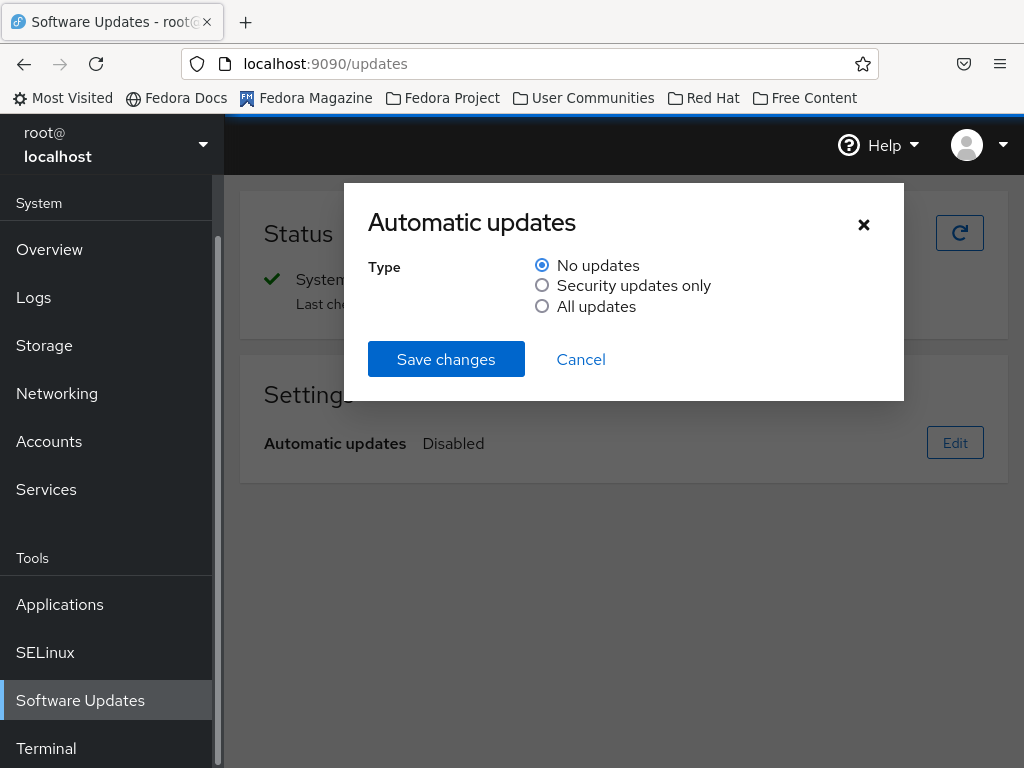 Software Updates - root@
localhost:9090/updates
Most Visited Fedora Docs Fedora Magazine Fedora Project User Communities Red Hat Free Content
root@
localhost
Help
System
Overview
Logs
Storage
Networking
Accounts
Services
Tools
Applications
SELinux
Software Updates
Terminal
Status
System
Last che
Automatic updates
Type
No updates
Security updates only
All updates
Save changes Cancel
Settings
Automatic updates Disabled Edit